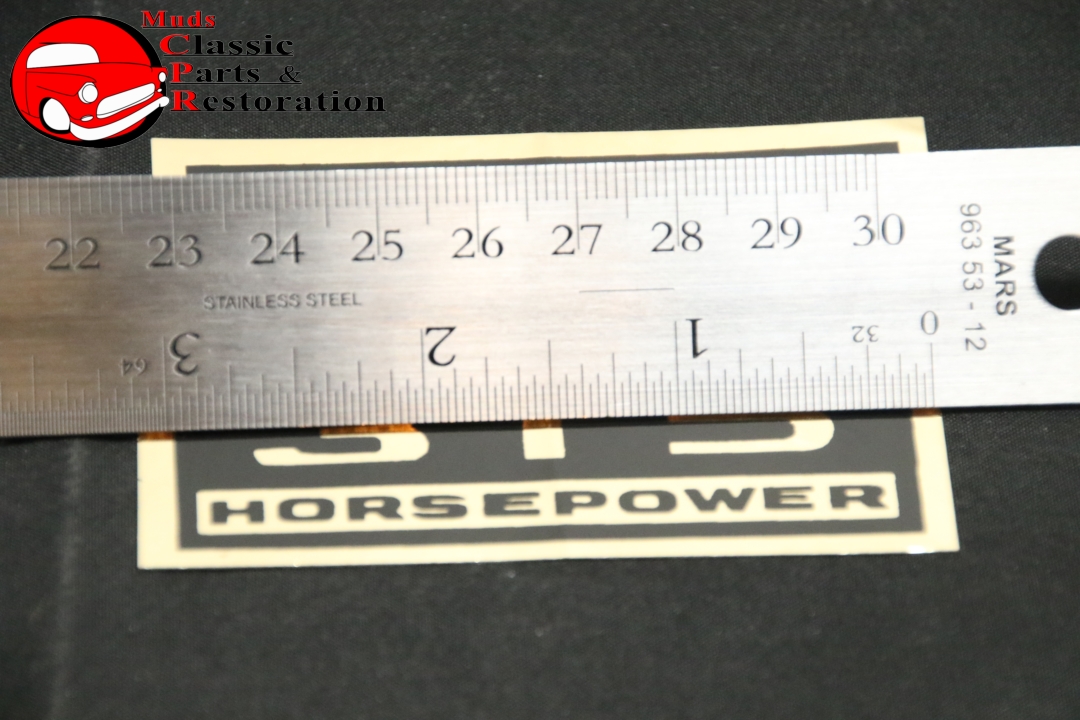 Muds
Classic
Parts &
Restoration
22 23 24 25 26 27 28 29 30
STAINLESS STEEL
963 53 - 12
MARS
64 3 2 1 32 0
HORSEPOWER